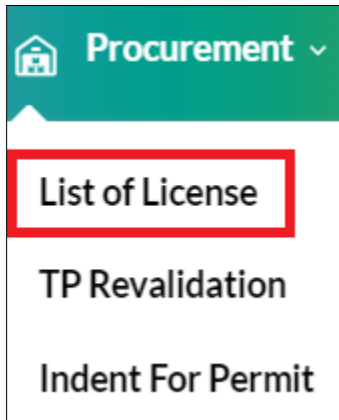 Procurement
List of License
TP Revalidation
Indent For Permit